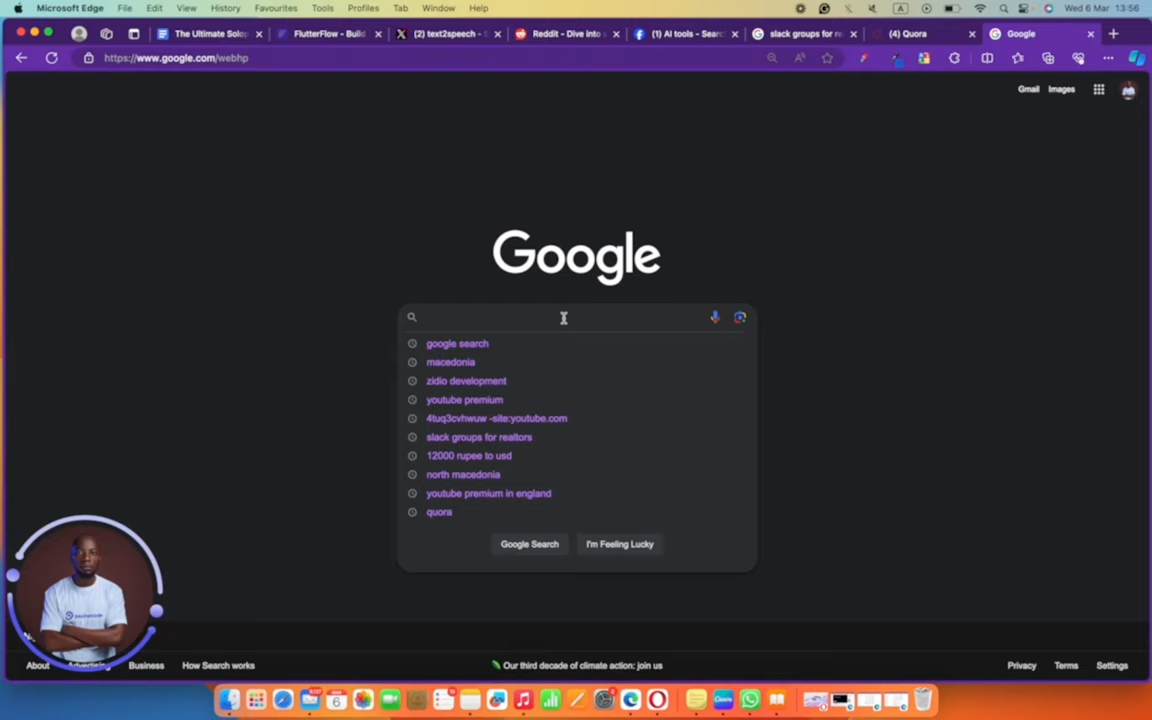 Microsoft Edge File Edit View History Favourites Tools Profiles Tab Window Help A Wed 6 Mar 13:56
The Ultimate Solop FlutterFlow - Build (2) text2speech - Reddit - Dive into (1) AI tools - Searc slack groups for re (4) Quora Google
https://www.google.com/webhp
Gmail Images
Google
google search
macedonia
zidio development
youtube premium
4tuq3cvhwuw -site:youtube.com
slack groups for realtors
12000 rupee to usd
north macedonia
youtube premium in england
quora
Google Search I'm Feeling Lucky
About Advertising Business How Search works Our third decade of climate action: join us Privacy Terms Settings